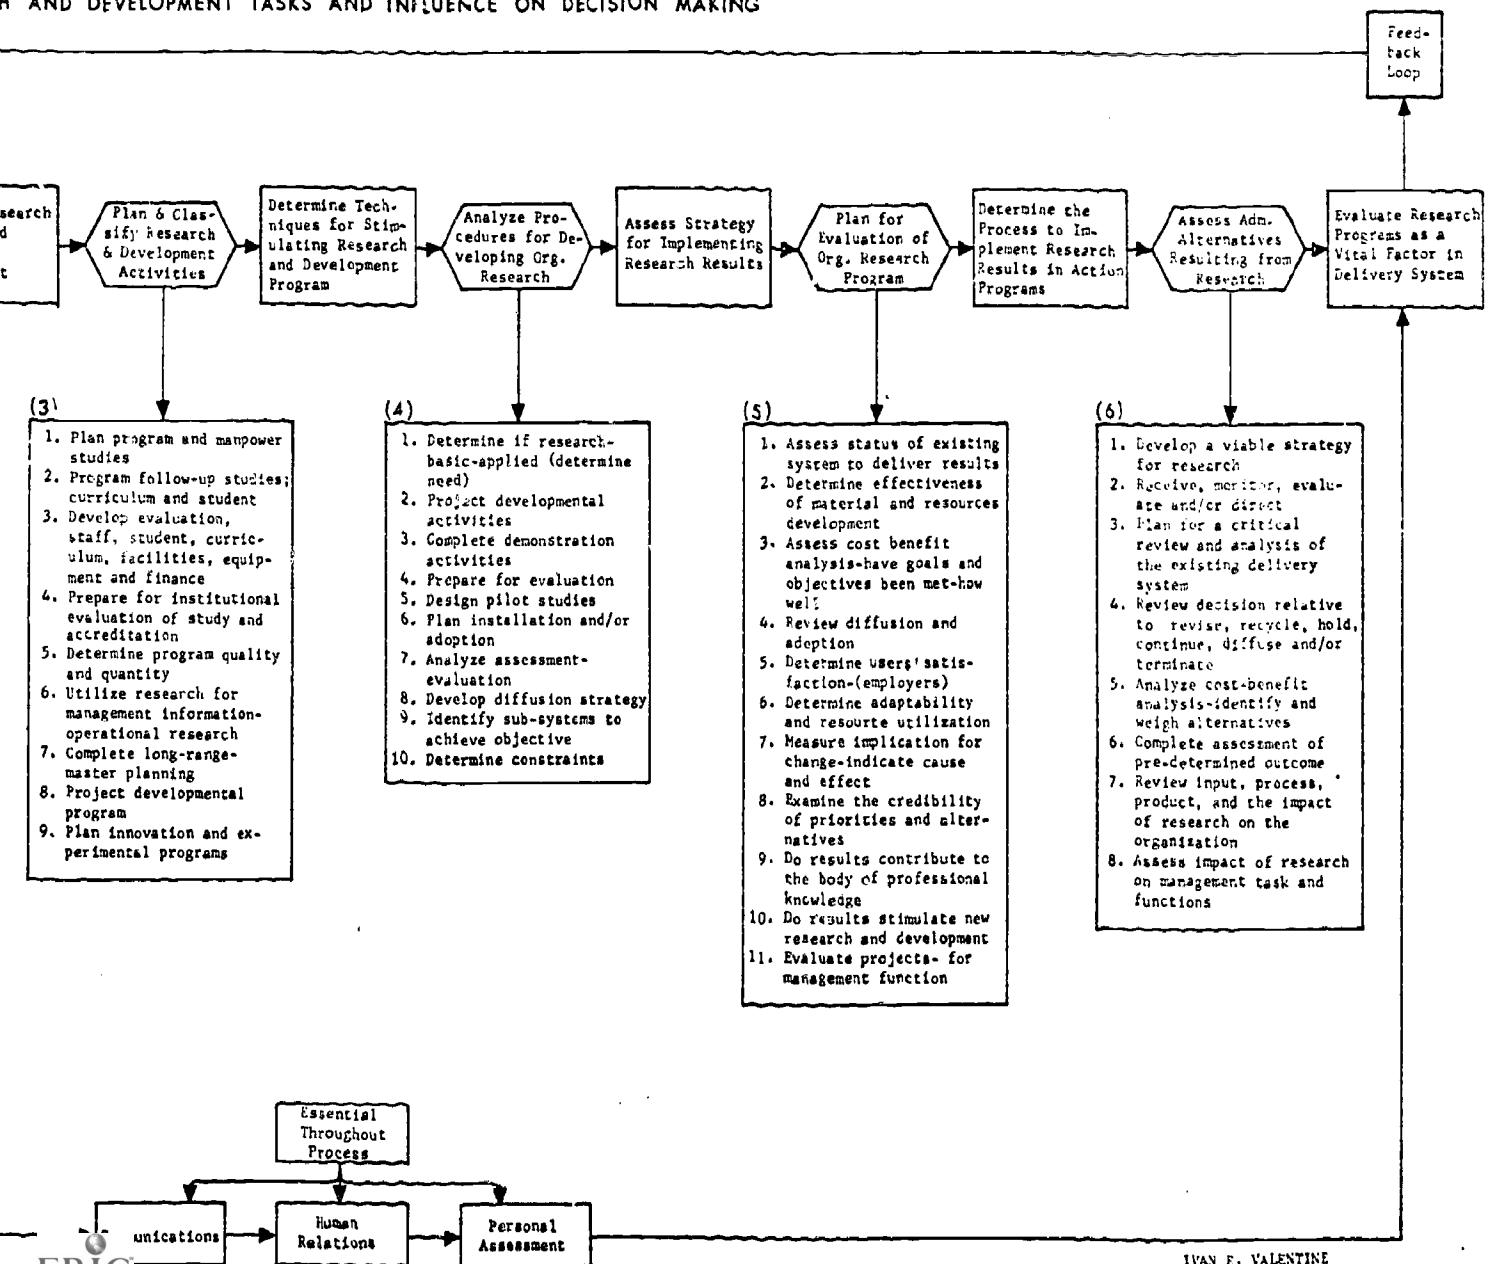 H AND DEVELOPMENT TASKS AND INFLUENCE ON DECISION MAKING
Feed-
back
Loop
search
d
t
Plan & Clas-
sify Research
& Development
Activities
Determine Tech-
niques for Stim-
ulating Research
and Development
Program
Analyze Pro-
cedures for De-
veloping Org.
Research
Assess Strategy
for Implementing
Research Results
Plan for
Evaluation of
Org. Research
Program
Determine the
Process to Im-
plement Research
Results in Action
Programs
Assess Adm.
Alternatives
Resulting from
Research
Evaluate Research
Programs as a
Vital Factor in
Delivery System
(3)
1. Plan program and manpower
studies
2. Program follow-up studies;
curriculum and student
3. Develop evaluation,
staff, student, curric-
ulum, facilities, equip-
ment and finance
4. Prepare for institutional
evaluation of study and
accreditation
5. Determine program quality
and quantity
6. Utilize research for
management information-
operational research
7. Complete long-range-
master planning
8. Project developmental
program
9. Plan innovation and ex-
perimental programs
(4)
1. Determine if research-
basic-applied (determine
need)
2. Project developmental
activities
3. Complete demonstration
activities
4. Prepare for evaluation
5. Design pilot studies
6. Plan installation and/or
adoption
7. Analyze assessment-
evaluation
8. Develop diffusion strategy
9. Identify sub-systems to
achieve objective
10. Determine constraints
(5)
1. Assess status of existing
system to deliver results
2. Determine effectiveness
of material and resources
development
3. Assess cost benefit
analysis-have goals and
objectives been met-how
well
4. Review diffusion and
adoption
5. Determine users' satis-
faction-(employers)
6. Determine adaptability
and resource utilization
7. Measure implication for
change-indicate cause
and effect
8. Examine the credibility
of priorities and alter-
natives
9. Do results contribute to
the body of professional
knowledge
10. Do results stimulate new
research and development
11. Evaluate projects- for
management function
(6)
1. Develop a viable strategy
for research
2. Receive, monitor, evalu-
ate and/or direct
3. Plan for a critical
review and analysis of
the existing delivery
system
4. Review decision relative
to revise, recycle, hold,
continue, diffuse and/or
terminate
5. Analyze cost-benefit
analysis-identify and
weigh alternatives
6. Complete assessment of
pre-determined outcome
7. Review input, process,
product, and the impact
of research on the
organization
8. Assess impact of research
on management task and
functions
Essential
Throughout
Process
unications
Human
Relations
Personal
Assessment
ERIC
IVAN E. VALENTINE